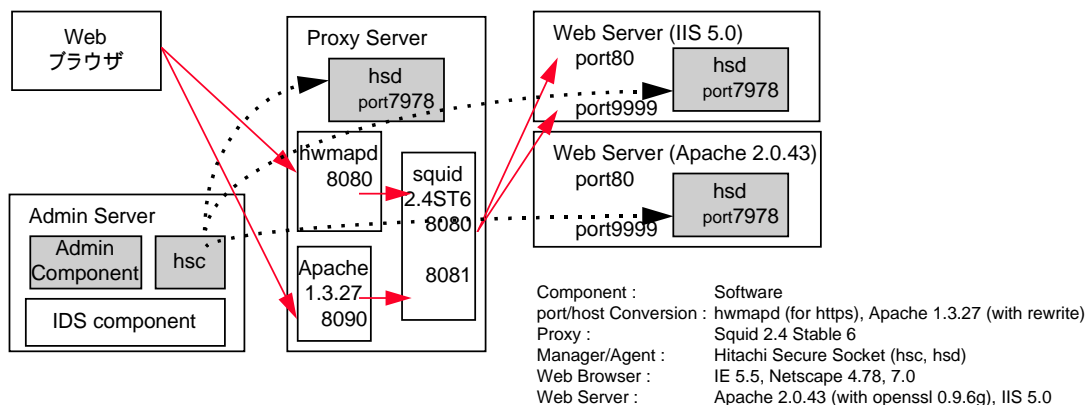 Web
ブラウザ
Proxy Server
hsd
port7978
hwmapd
8080
squid
2.4ST6
8080
8081
Apache
1.3.27
8090
Admin Server
Admin
Component
hsc
IDS component
Web Server (IIS 5.0)
port80
hsd
port7978
port9999
Web Server (Apache 2.0.43)
port80
hsd
port7978
port9999
Component : Software
port/host Conversion : hwmapd (for https), Apache 1.3.27 (with rewrite)
Proxy : Squid 2.4 Stable 6
Manager/Agent : Hitachi Secure Socket (hsc, hsd)
Web Browser : IE 5.5, Netscape 4.78, 7.0
Web Server : Apache 2.0.43 (with openssl 0.9.6g), IIS 5.0